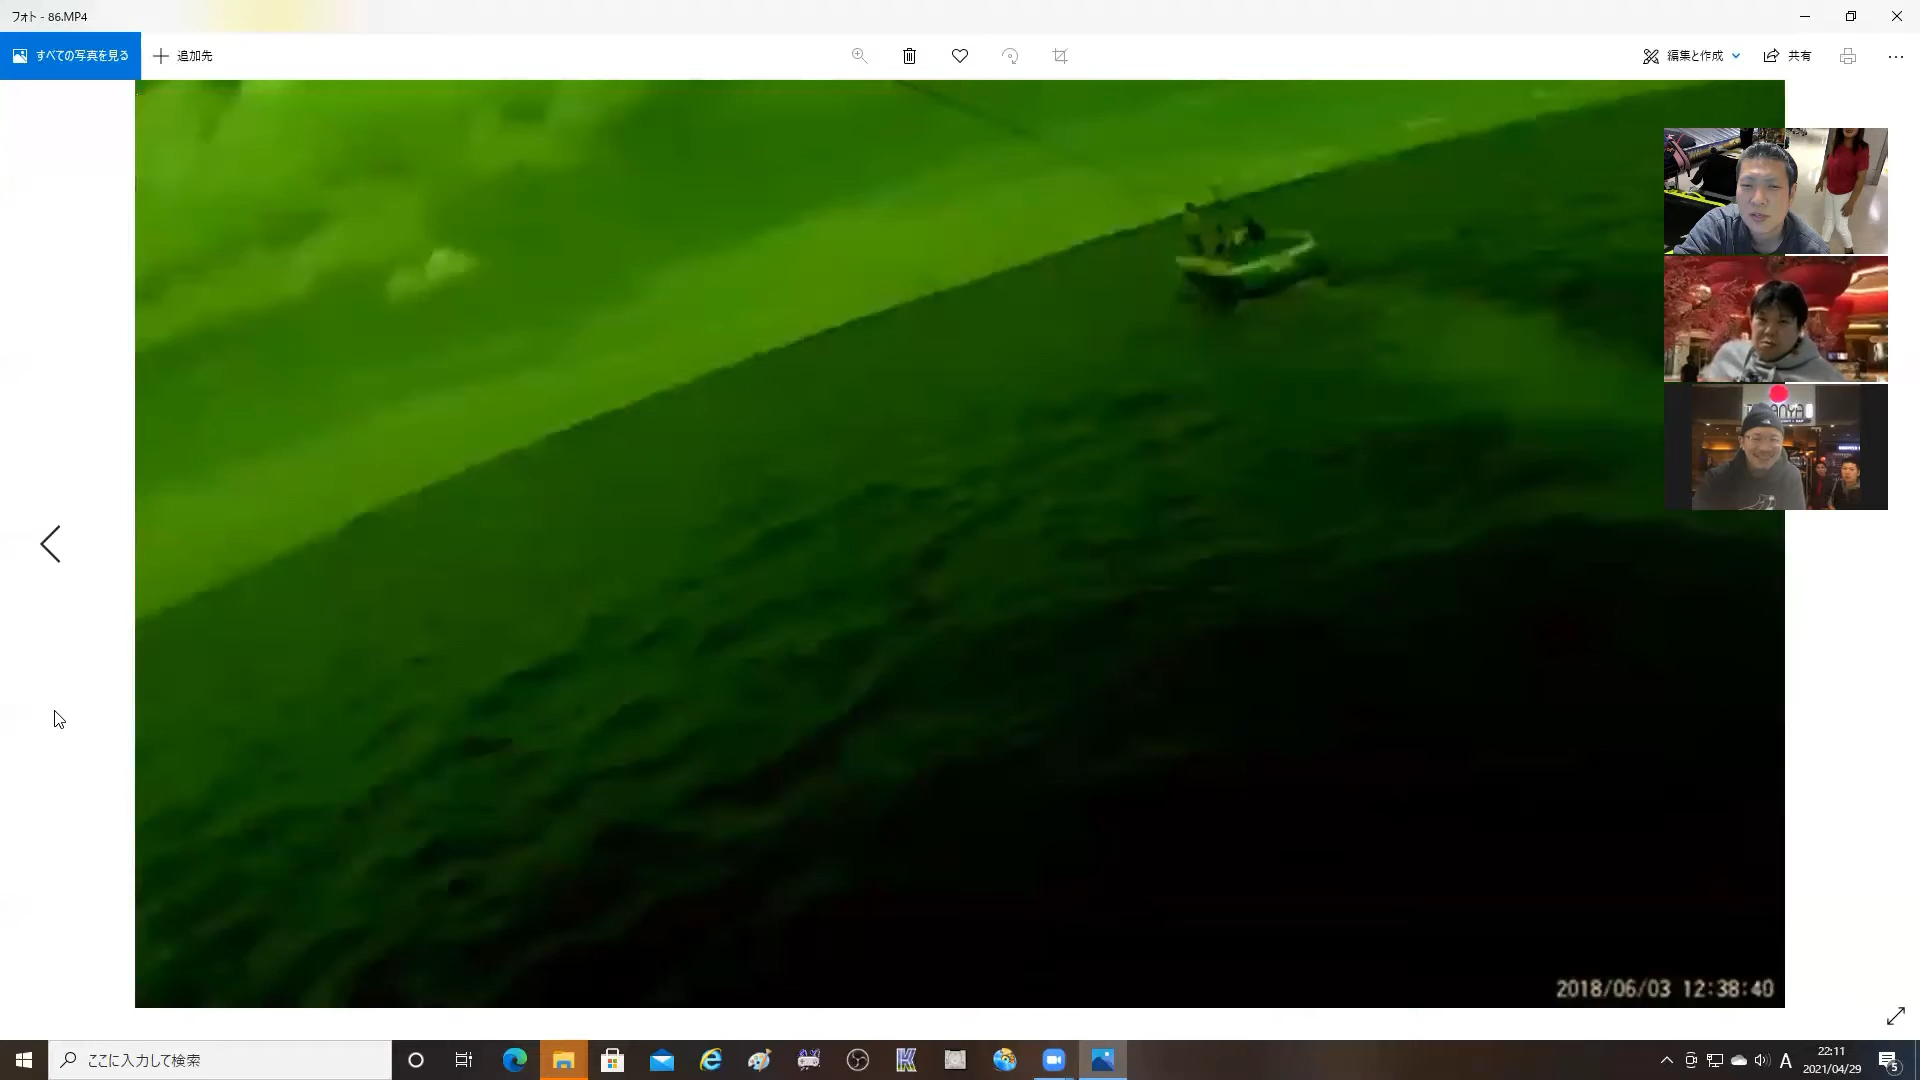 フォト - 86.MP4
すべての写真を見る
追加先
編集と作成
共有
2018/06/03 12:38:40
ここに入力して検索
A
22:11
2021/04/29
5